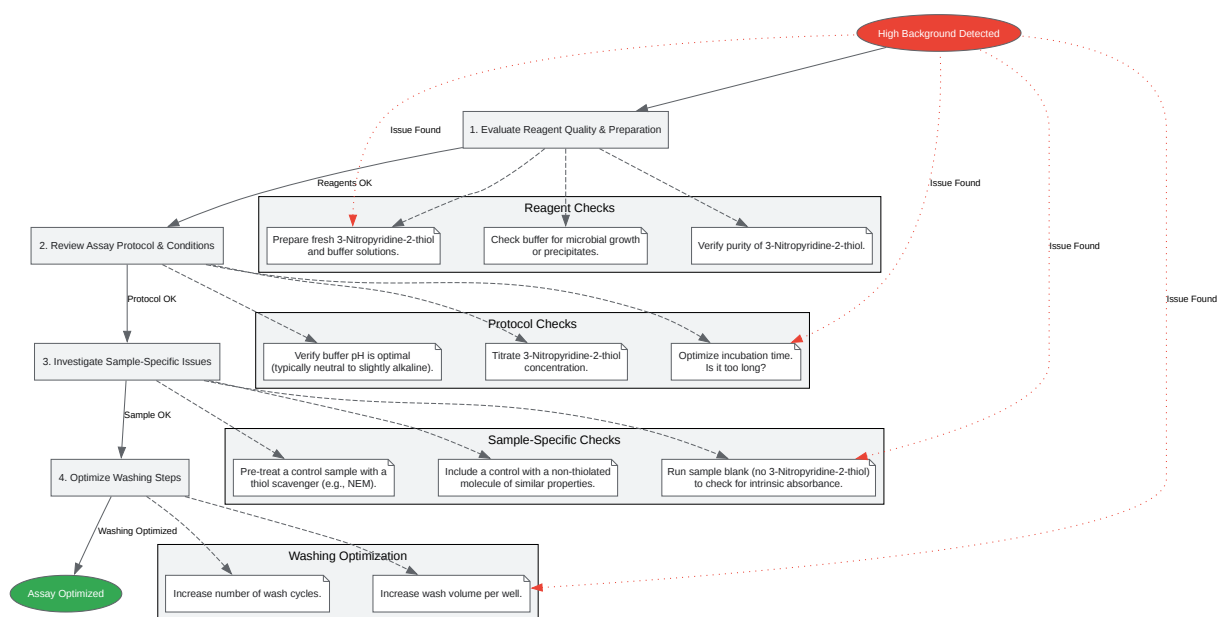 High Background Detected
1. Evaluate Reagent Quality & Preparation
Issue Found
Reagents OK
Issue Found
Reagent Checks
Prepare fresh 3-Nitropyridine-2-thiol
and buffer solutions.
Check buffer for microbial growth
or precipitates.
Verify purity of 3-Nitropyridine-2-thiol.
2. Review Assay Protocol & Conditions
Issue Found
Protocol OK
Issue Found
Protocol Checks
Verify buffer pH is optimal
(typically neutral to slightly alkaline).
Titrate 3-Nitropyridine-2-thiol
concentration.
Optimize incubation time.
Is it too long?
3. Investigate Sample-Specific Issues
Sample OK
Sample-Specific Checks
Pre-treat a control sample with a
thiol scavenger (e.g., NEM).
Include a control with a non-thiolated
molecule of similar properties.
Run sample blank (no 3-Nitropyridine-2-thiol)
to check for intrinsic absorbance.
4. Optimize Washing Steps
Washing Optimized
Washing Optimization
Increase number of wash cycles.
Increase wash volume per well.
Assay Optimized